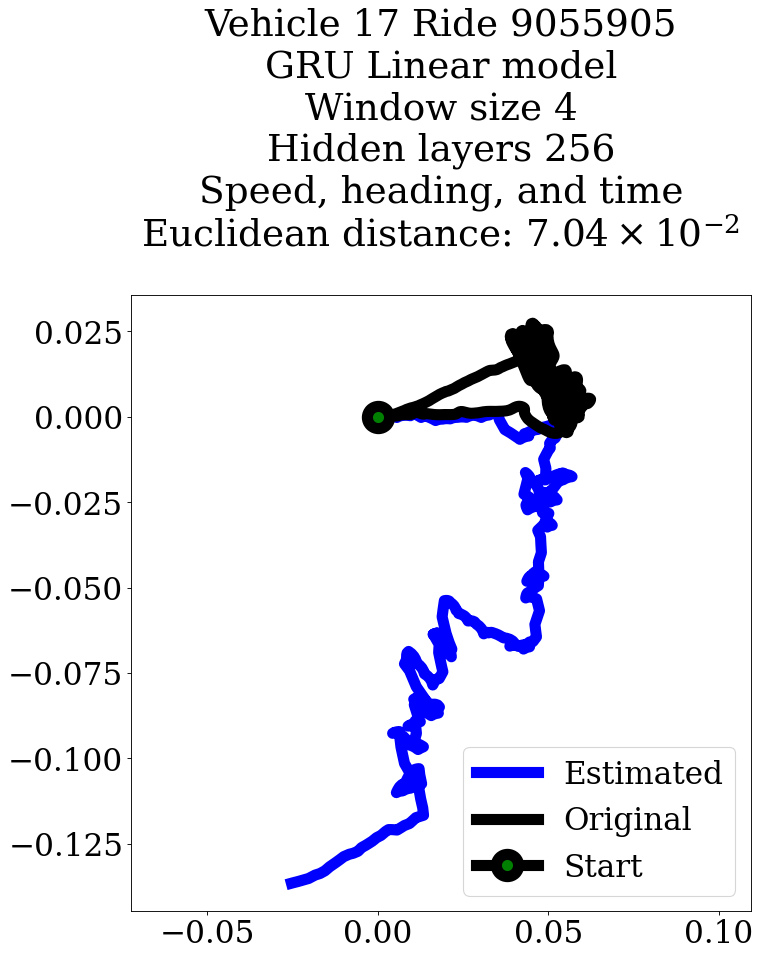 Vehicle 17 Ride 9055905
GRU Linear model
Window size 4
Hidden layers 256
Speed, heading, and time
Euclidean distance: 7.04 × 10⁻²
0.025
0.000
−0.025
−0.050
−0.075
−0.100
−0.125
Estimated
Original
Start
−0.05
0.00
0.05
0.10